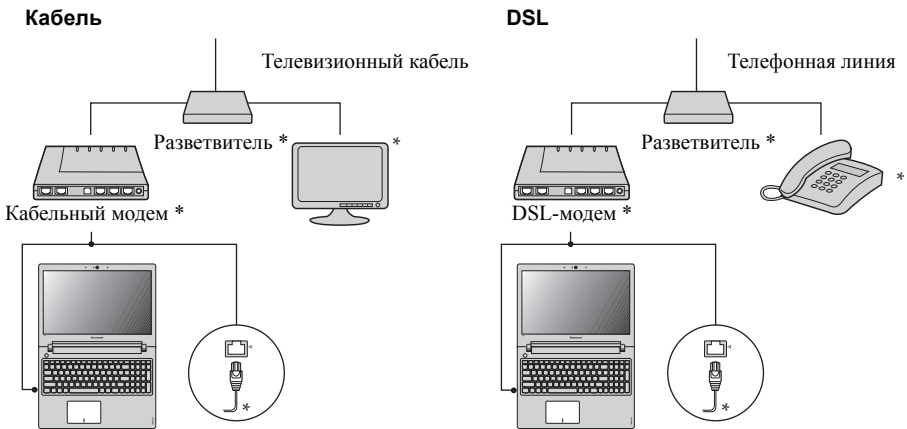 Кабель
DSL
Телевизионный кабель
Телефонная линия
Разветвитель *
*
Разветвитель *
*
Кабельный модем *
DSL-модем *
*
*